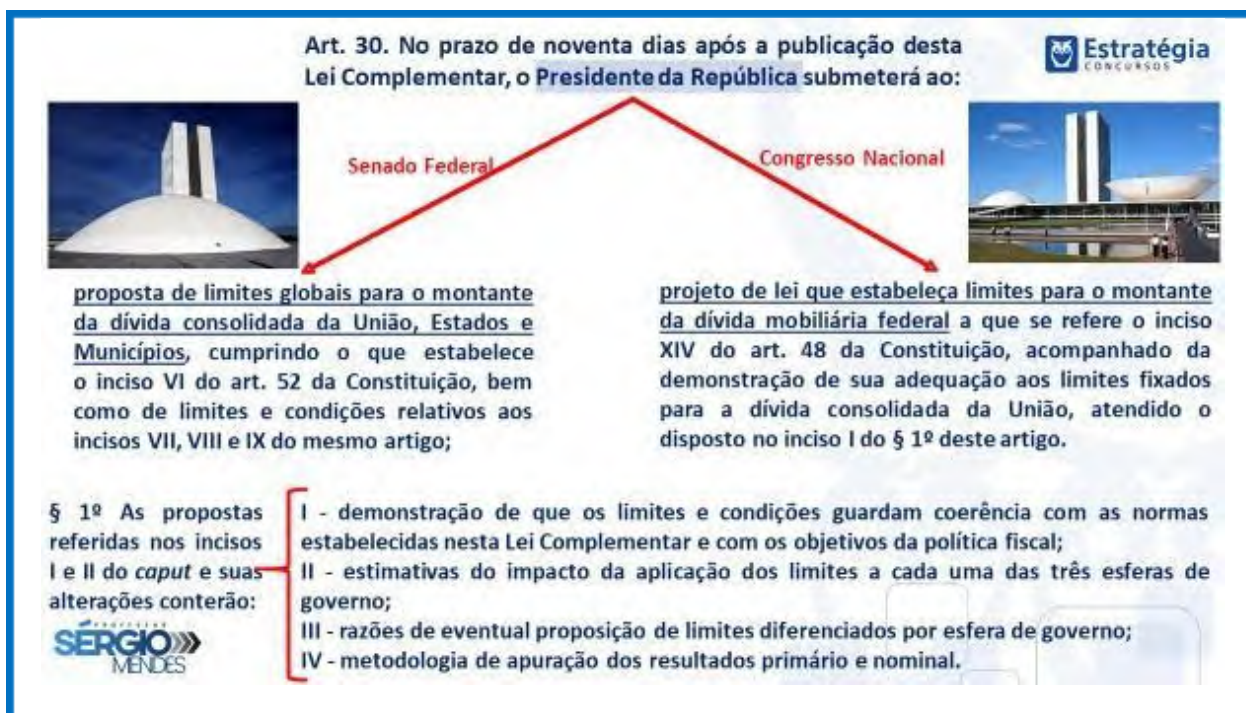 Art. 30. No prazo de noventa dias após a publicação desta
Lei Complementar, o Presidente da República submeterá ao:
Estratégia
CONCURSOS
Senado Federal
Congresso Nacional
proposta de limites globais para o montante
da dívida consolidada da União, Estados e
Municípios, cumprindo o que estabelece
o inciso VI do art. 52 da Constituição, bem
como de limites e condições relativos aos
incisos VII, VIII e IX do mesmo artigo;
projeto de lei que estabeleça limites para o montante
da dívida mobiliária federal a que se refere o inciso
XIV do art. 48 da Constituição, acompanhado da
demonstração de sua adequação aos limites fixados
para a dívida consolidada da União, atendido o
disposto no inciso I do § 1º deste artigo.
§ 1º As propostas
referidas nos incisos
I e II do caput e suas
alterações conterão:
I - demonstração de que os limites e condições guardam coerência com as normas
estabelecidas nesta Lei Complementar e com os objetivos da política fiscal;
II - estimativas do impacto da aplicação dos limites a cada uma das três esferas de
governo;
III - razões de eventual proposição de limites diferenciados por esfera de governo;
IV - metodologia de apuração dos resultados primário e nominal.
PROFESSOR
SÉRGIO
MENDES